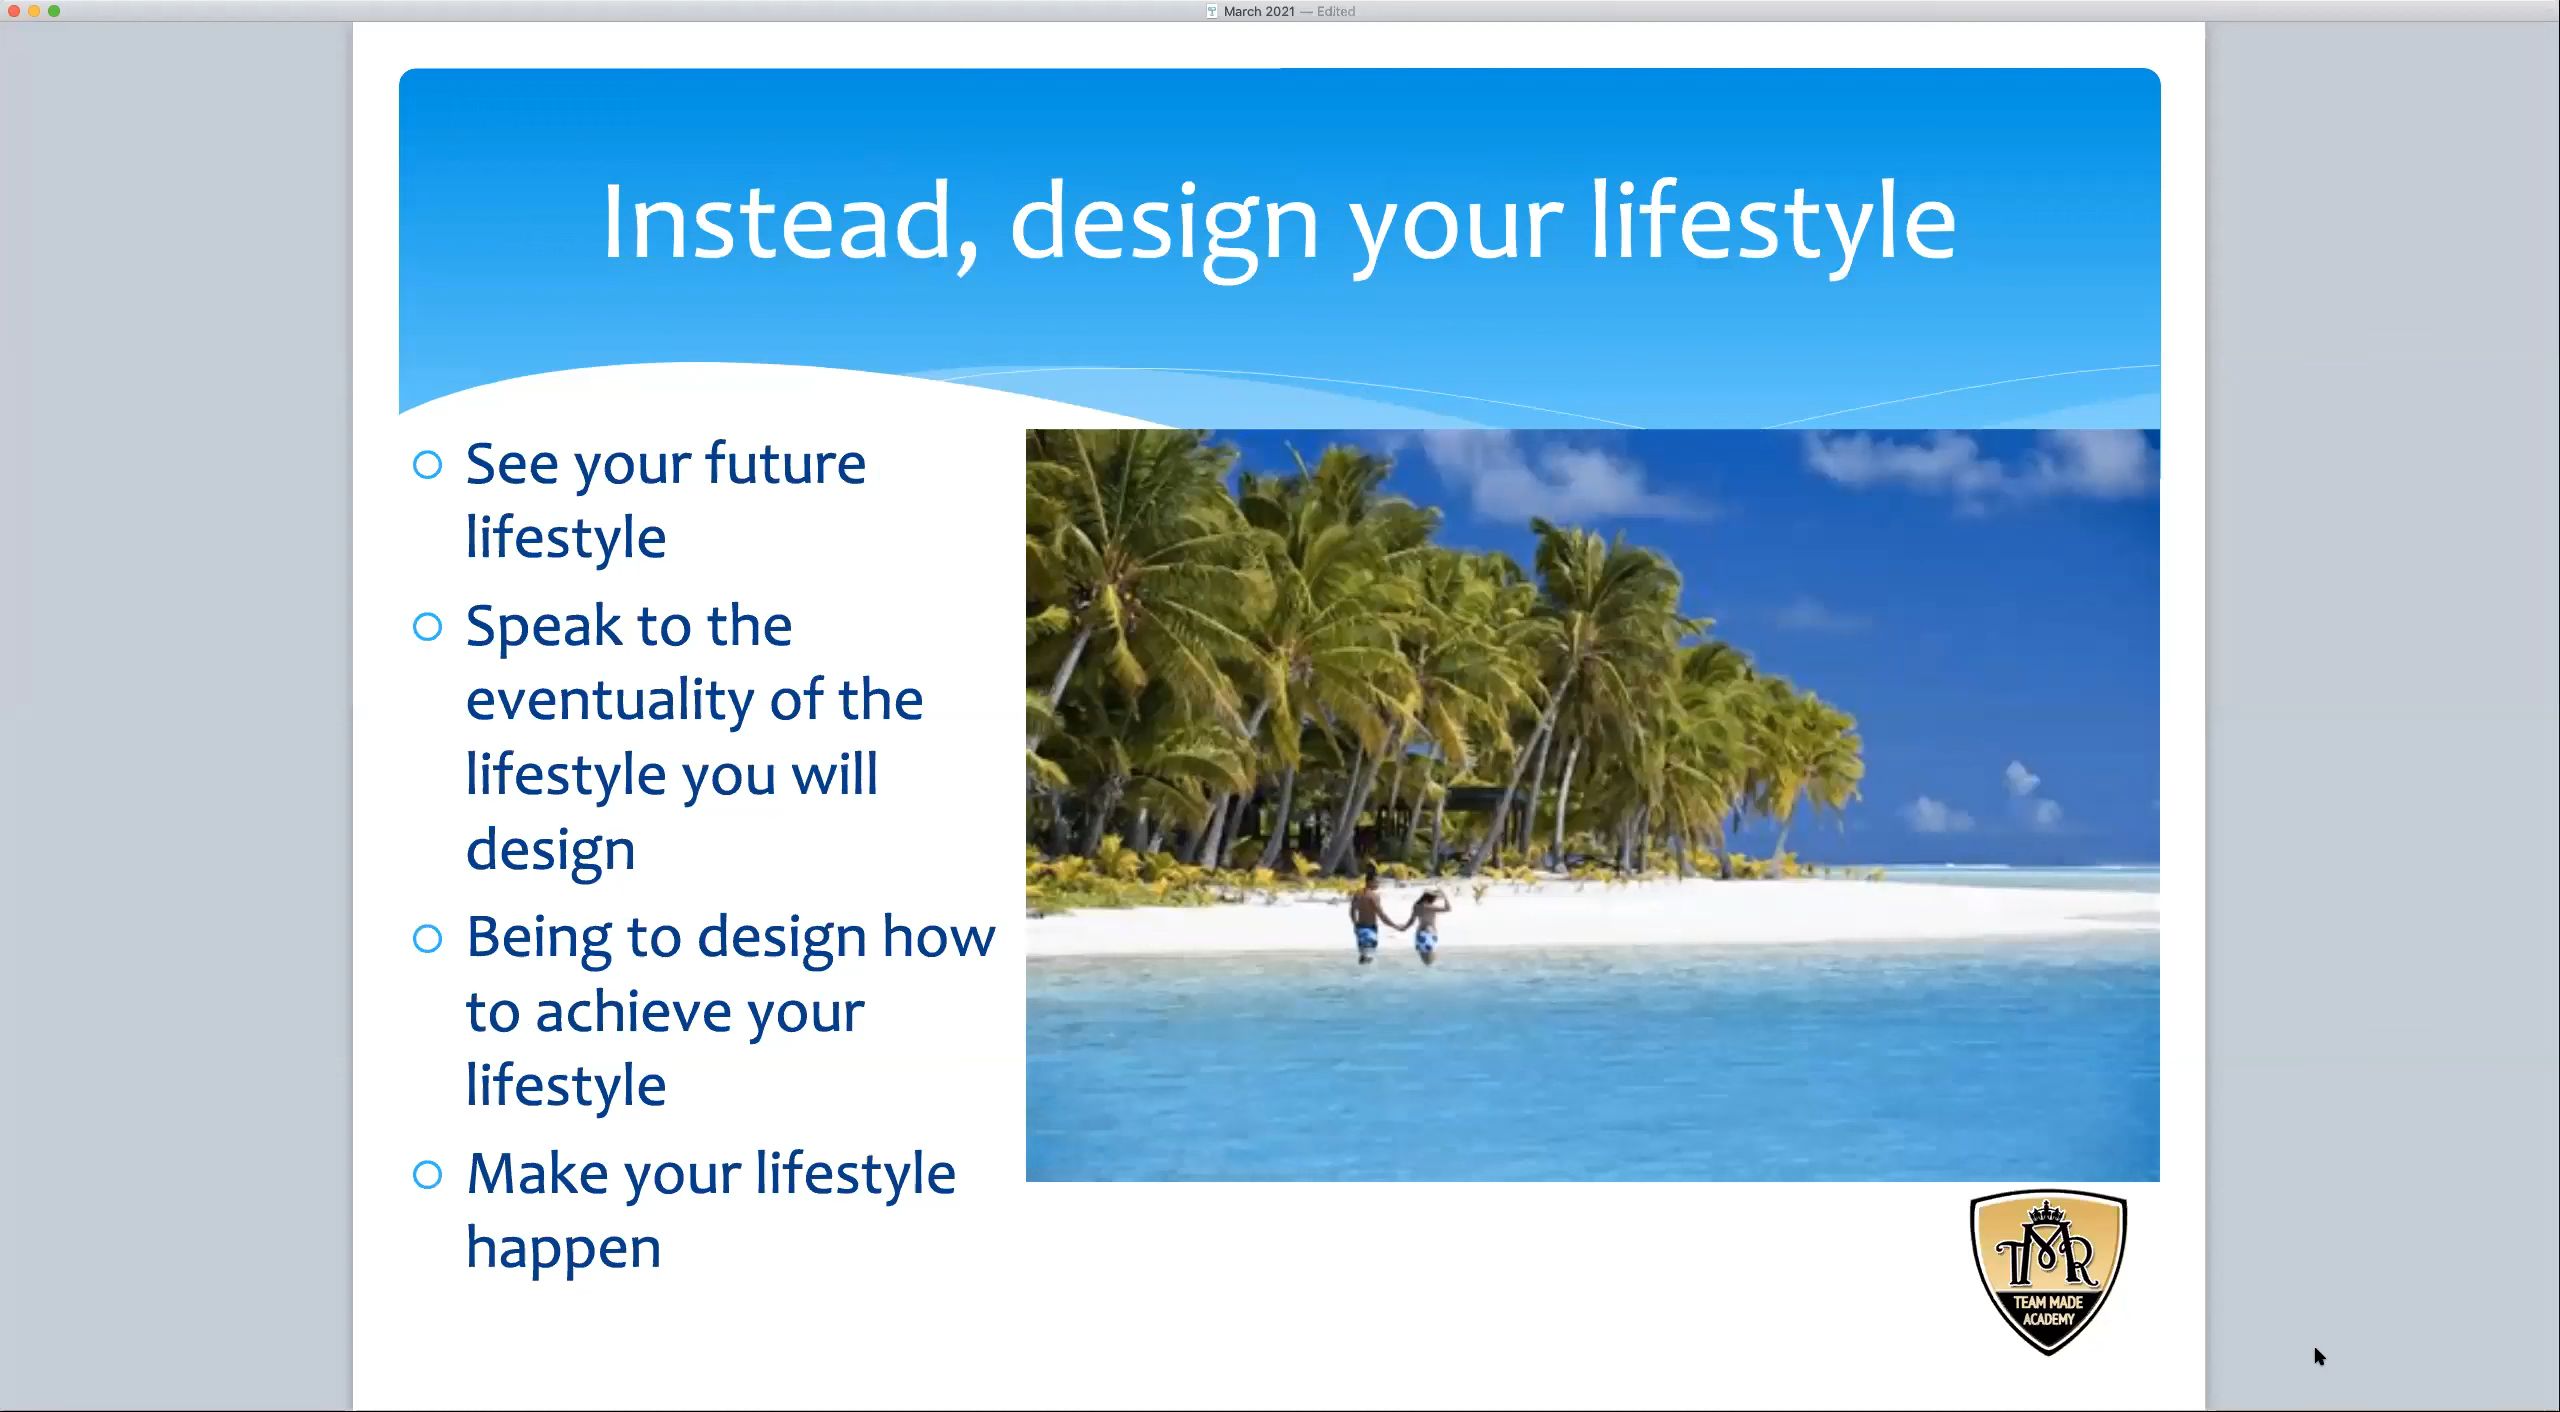 March 2021 — Edited
Instead, design your lifestyle
See your future
lifestyle
Speak to the
eventuality of the
lifestyle you will
design
Being to design how
to achieve your
lifestyle
Make your lifestyle
happen
TMR
TEAM MADE
ACADEMY